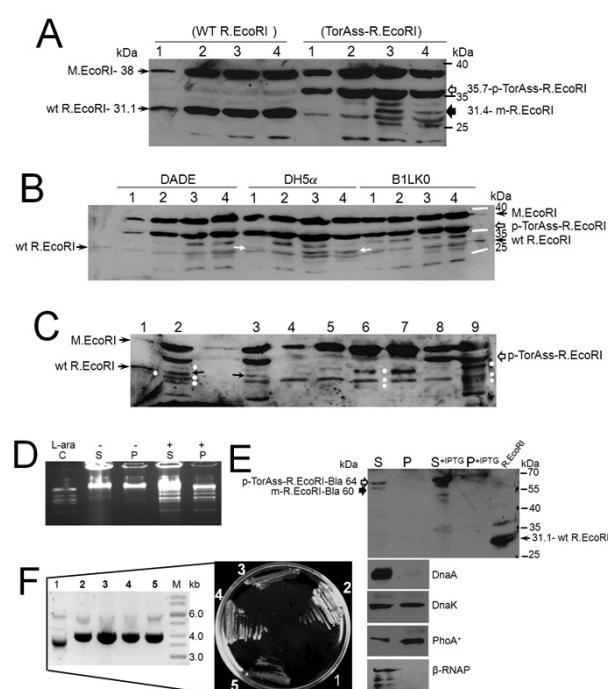 A
(WT R.EcoRI )
(TorAss-R.EcoRI)
kDa 1 2 3 4 1 2 3 4 kDa
40
M.EcoRI- 38
35.7-p-TorAss-R.EcoRI
35
wt R.EcoRI- 31.1
31.4- m-R.EcoRI
25
B
DADE DH5α B1LK0
1 2 3 4 1 2 3 4 1 2 3 4 kDa
40
M.EcoRI
p-TorAss-R.EcoRI
35
wt R.EcoRI
wt R.EcoRI
25
C
1 2 3 4 5 6 7 8 9
M.EcoRI
p-TorAss-R.EcoRI
wt R.EcoRI
D
L-ara - - + +
C S P S P
E
kDa S P S+IPTG P+IPTG R.EcoRI kDa
p-TorAss-R.EcoRI-Bla 64
70
m-R.EcoRI-Bla 60
55
35
31.1- wt R.EcoRI
25
DnaA
DnaK
PhoA+
β-RNAP
F
1 2 3 4 5 M kb
6.0
4.0
3.0
3
2
4
5
1